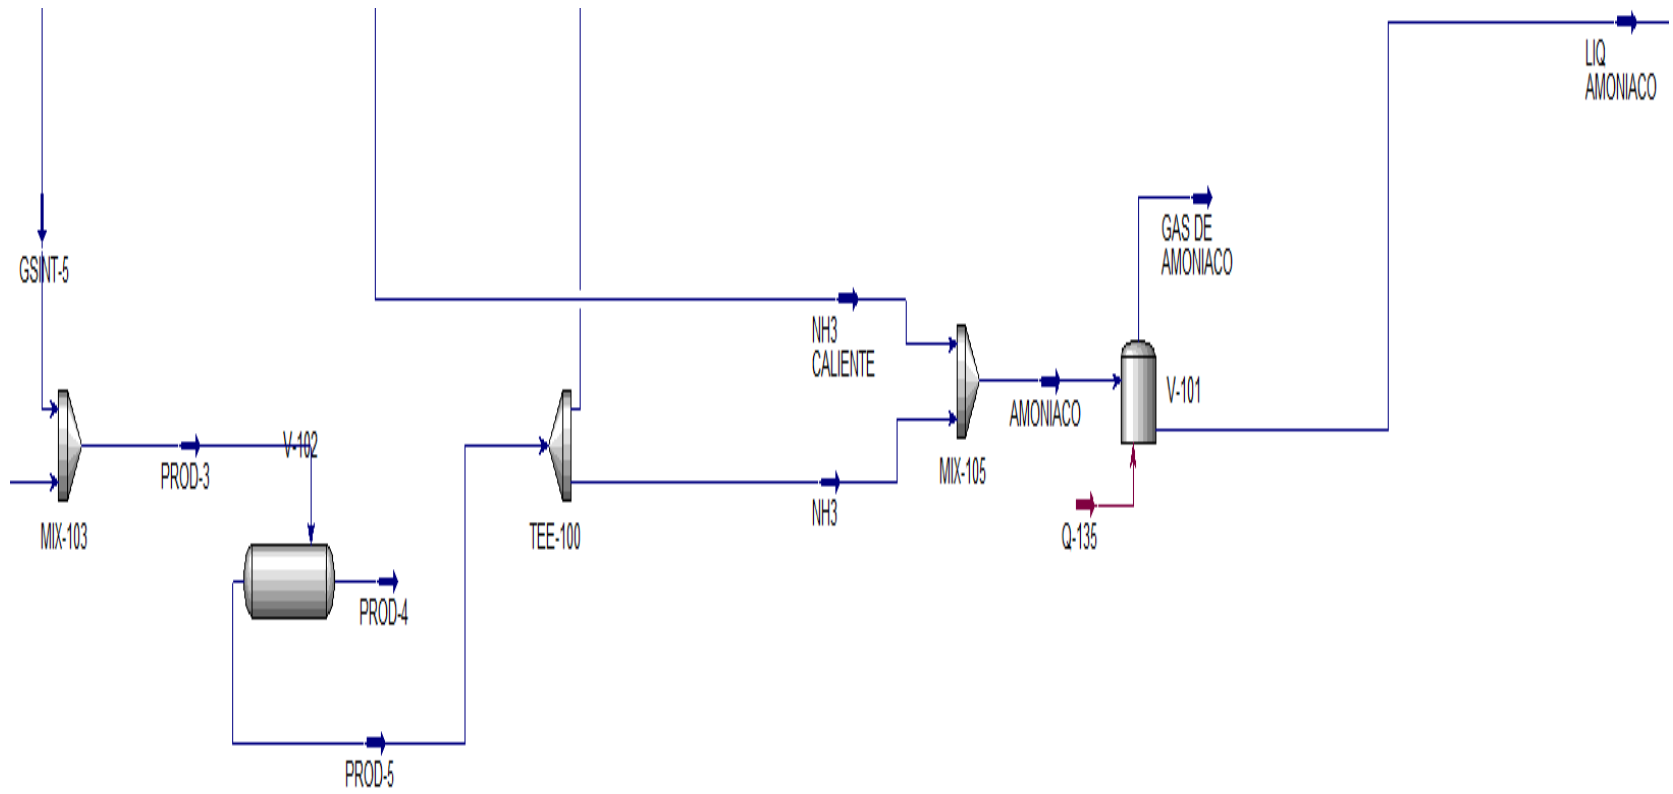 LIQ
AMONIACO
GAS DE
AMONIACO
GSINT-5
NH3
CALIENTE
V-101
AMONIACO
V-102
PROD-3
MIX-105
NH3
MIX-103
TEE-100
Q-135
PROD-4
PROD-5